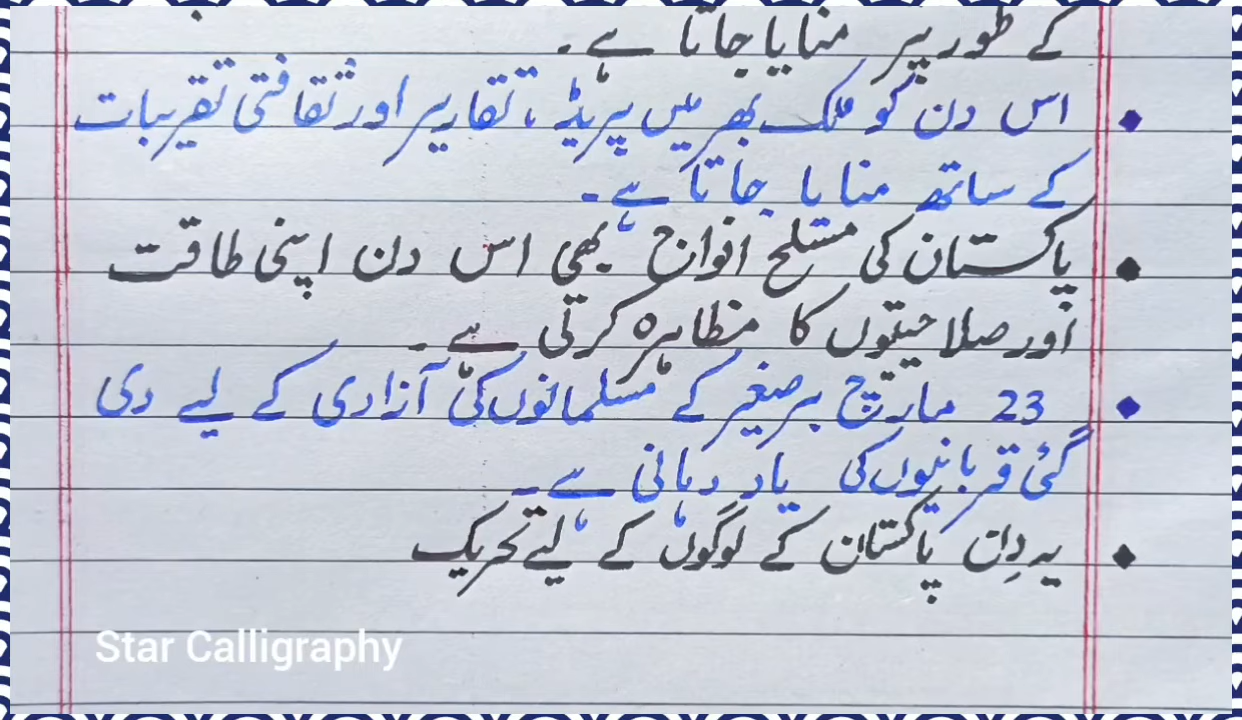 کے طور پر منایا جاتا ہے۔
اس دن کو ملک بھر میں پریڈ، تقاریر اور ثقافتی تقریبات
کے ساتھ منایا جاتا ہے۔
پاکستان کی مسلح افواج بھی اس دن اپنی طاقت
اور صلاحیتوں کا مظاہرہ کرتی ہے۔
23 مارچ برصغیر کے مسلمانوں کی آزادی کے لیے دی
گئی قربانیوں کی یاد دہانی ہے۔
یہ دِن پاکستان کے لوگوں کے لیے تحریک
Star Calligraphy